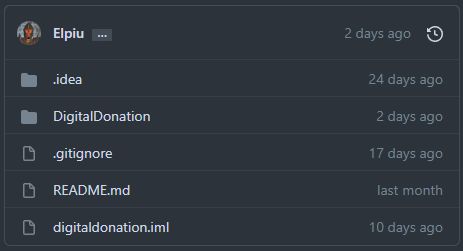 Elpiu ... 2 days ago
.idea 24 days ago
DigitalDonation 2 days ago
.gitignore 17 days ago
README.md last month
digitaldonation.iml 10 days ago